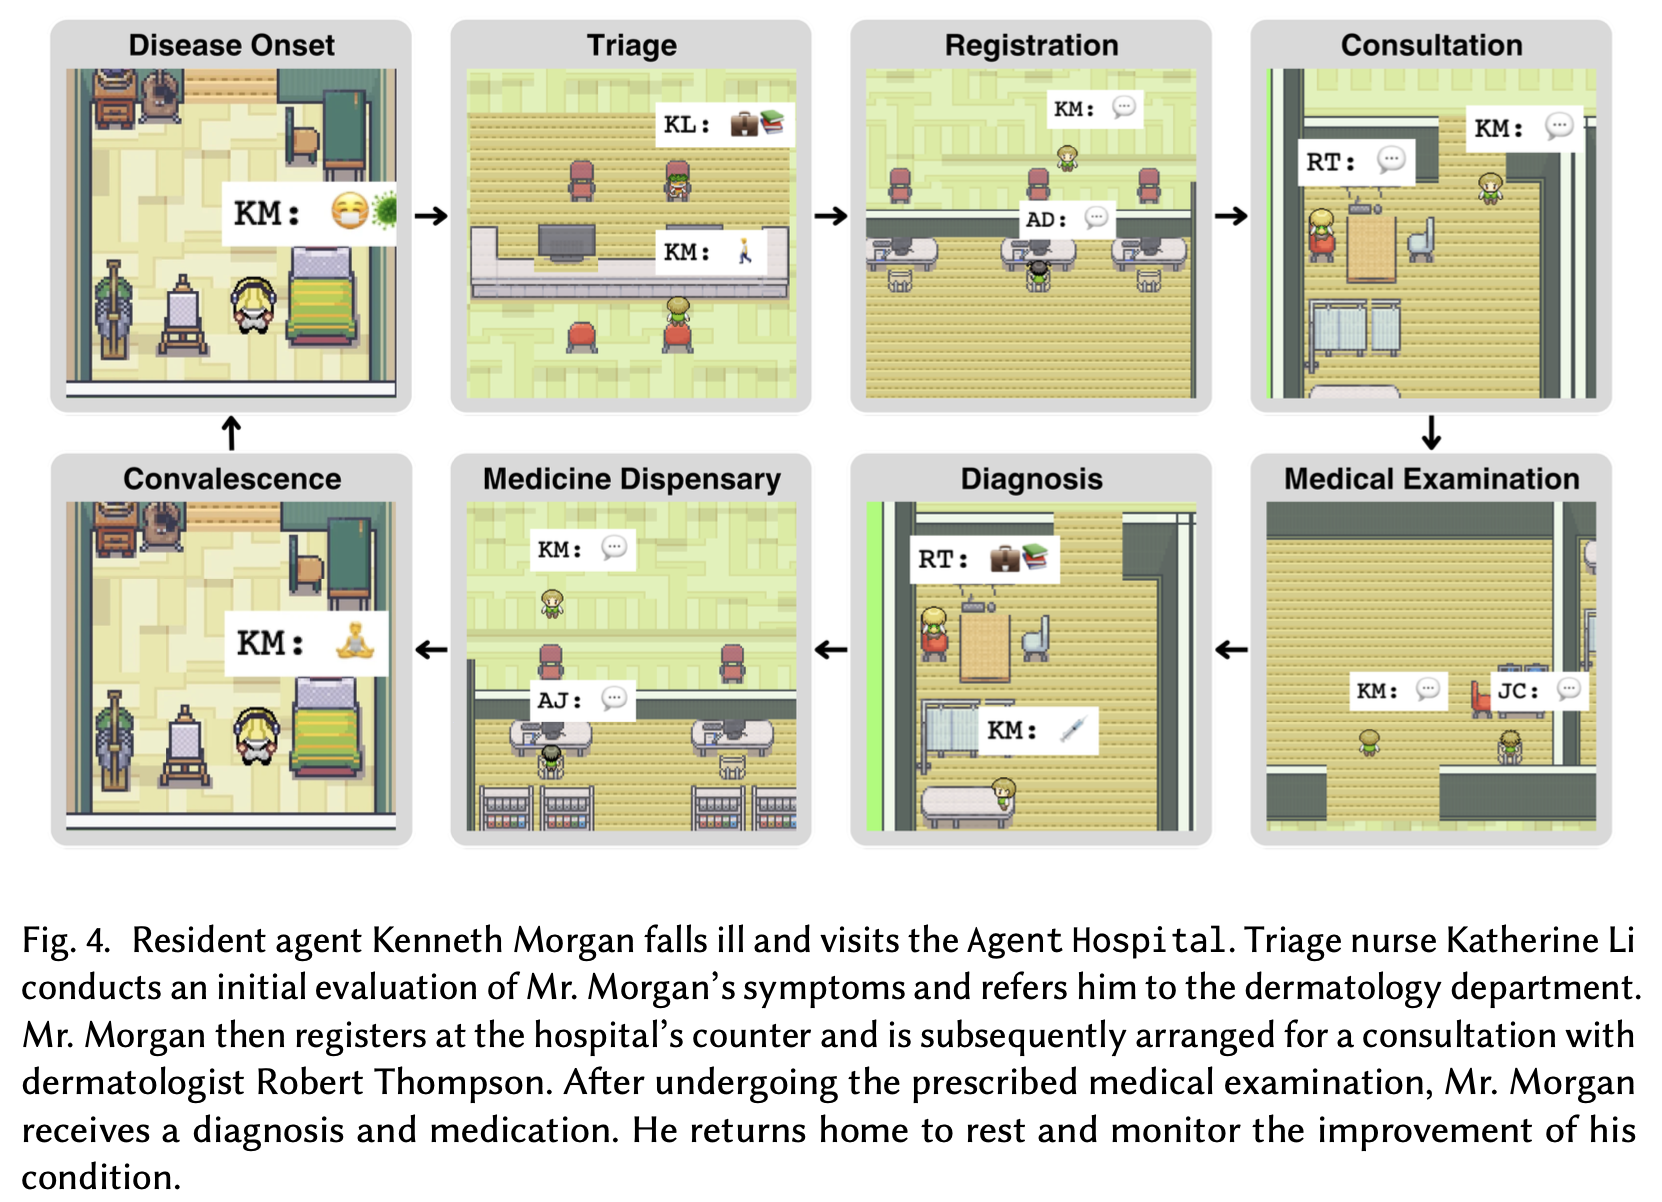 Disease Onset
Triage
Registration
Consultation
KM:
KL:
KM:
KM:
AD:
RT:
KM:
Convalescence
Medicine Dispensary
Diagnosis
Medical Examination
KM:
KM:
AJ:
RT:
KM:
KM:
JC:
Fig. 4. Resident agent Kenneth Morgan falls ill and visits the Agent Hospital. Triage nurse Katherine Li
conducts an initial evaluation of Mr. Morgan’s symptoms and refers him to the dermatology department.
Mr. Morgan then registers at the hospital’s counter and is subsequently arranged for a consultation with
dermatologist Robert Thompson. After undergoing the prescribed medical examination, Mr. Morgan
receives a diagnosis and medication. He returns home to rest and monitor the improvement of his
condition.